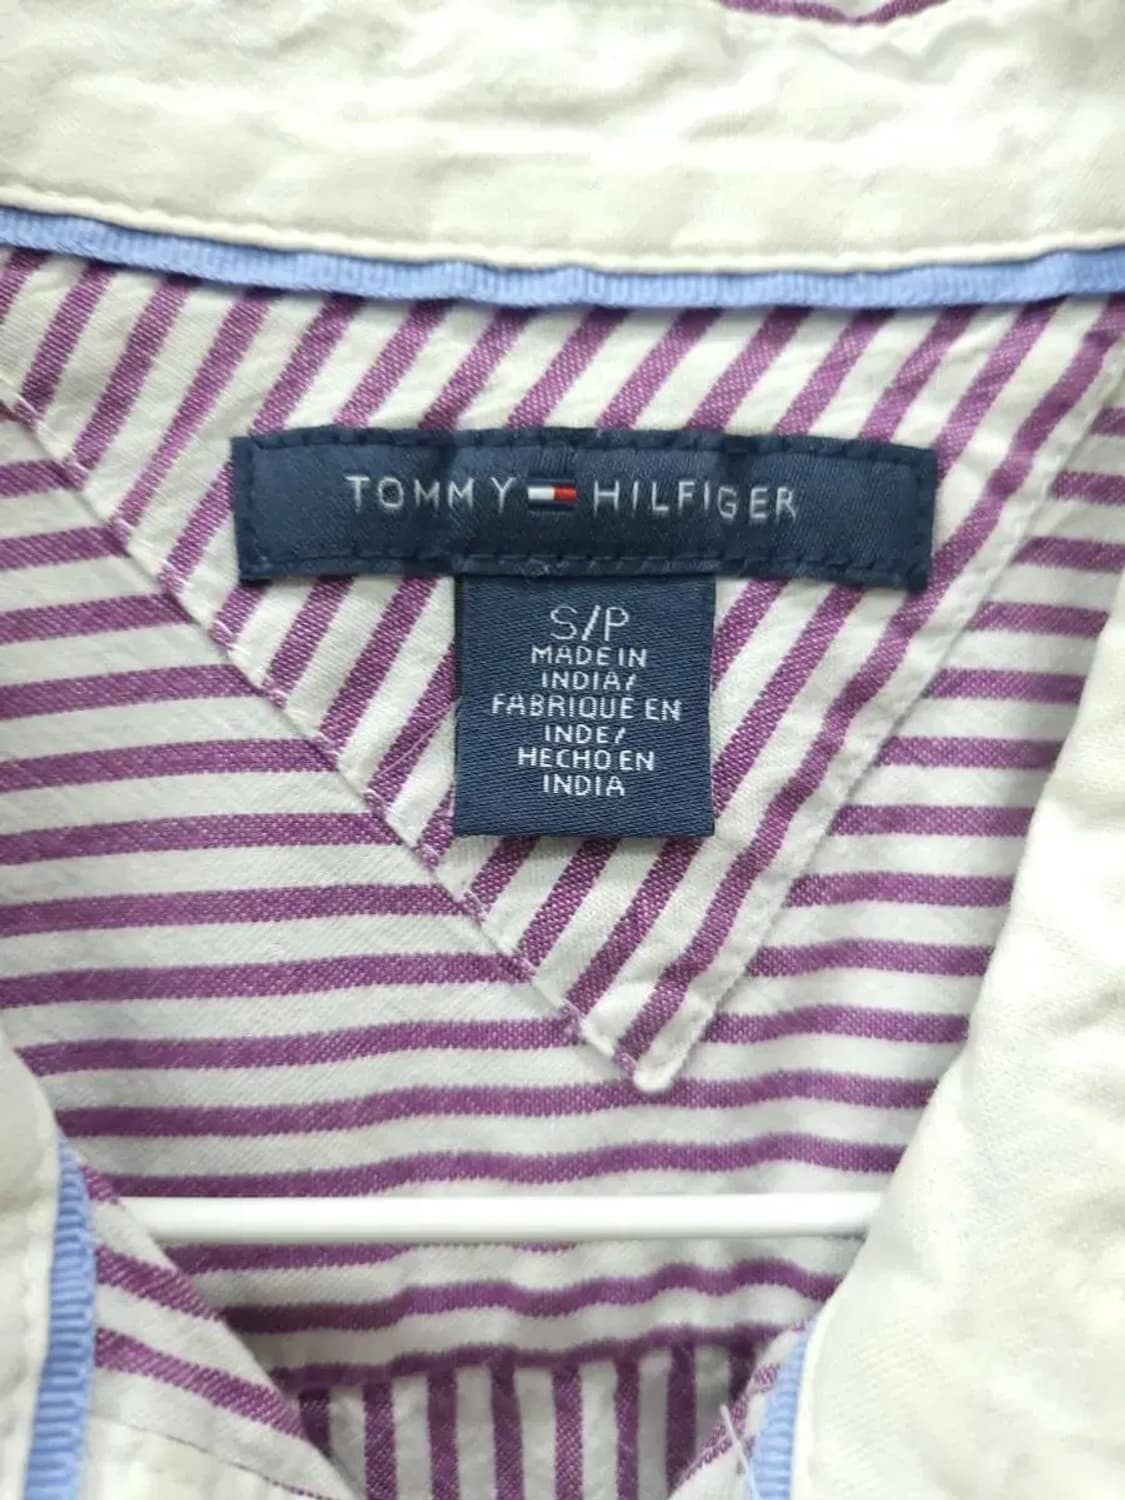 TOMMY HILFIGER
S/P
MADE IN
INDIA/
FABRIQUE EN
INDE/
HECHO EN
INDIA